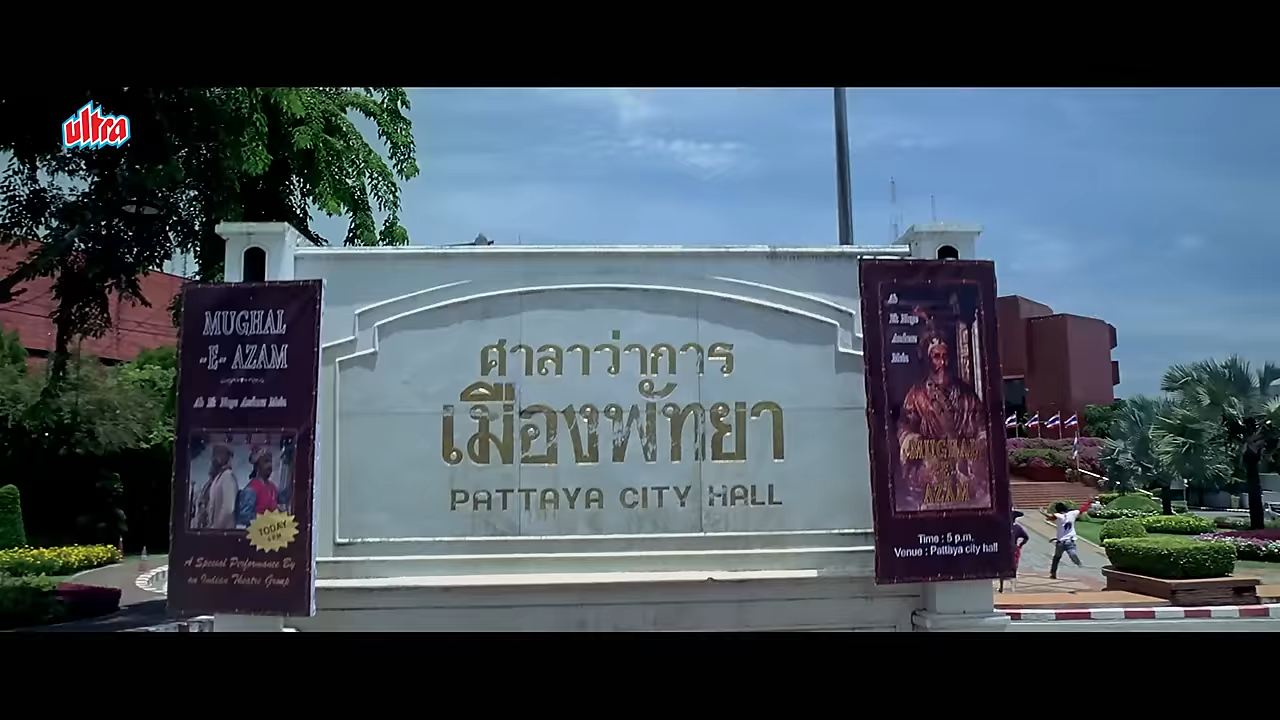 ultra
MUGHAL
-E- AZAM
TODAY
A Special Performance By
an Indian Theatre Group
ศาลาว่าการ
เมืองพัทยา
PATTAYA CITY HALL
MUGHAL
-E-
AZAM
Time : 5 p.m.
Venue : Pattaya city hall